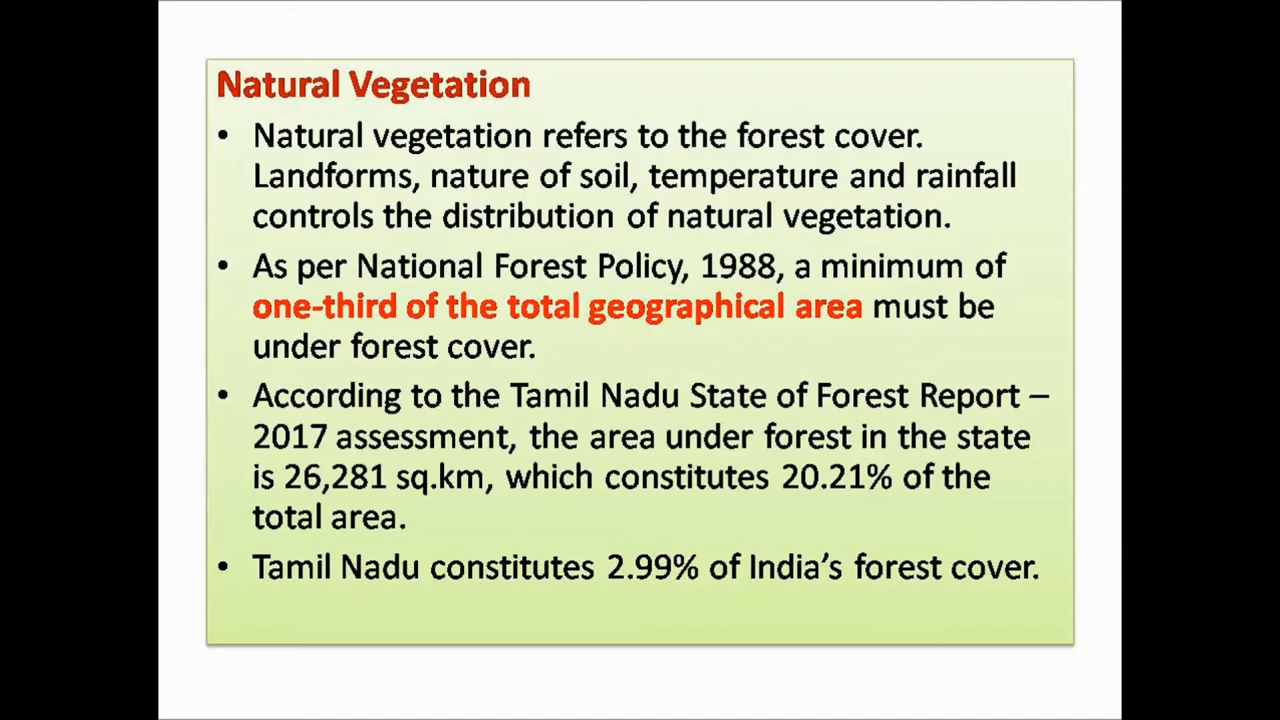 Natural Vegetation
• Natural vegetation refers to the forest cover.
Landforms, nature of soil, temperature and rainfall
controls the distribution of natural vegetation.
• As per National Forest Policy, 1988, a minimum of
one-third of the total geographical area must be
under forest cover.
• According to the Tamil Nadu State of Forest Report –
2017 assessment, the area under forest in the state
is 26,281 sq.km, which constitutes 20.21% of the
total area.
• Tamil Nadu constitutes 2.99% of India’s forest cover.